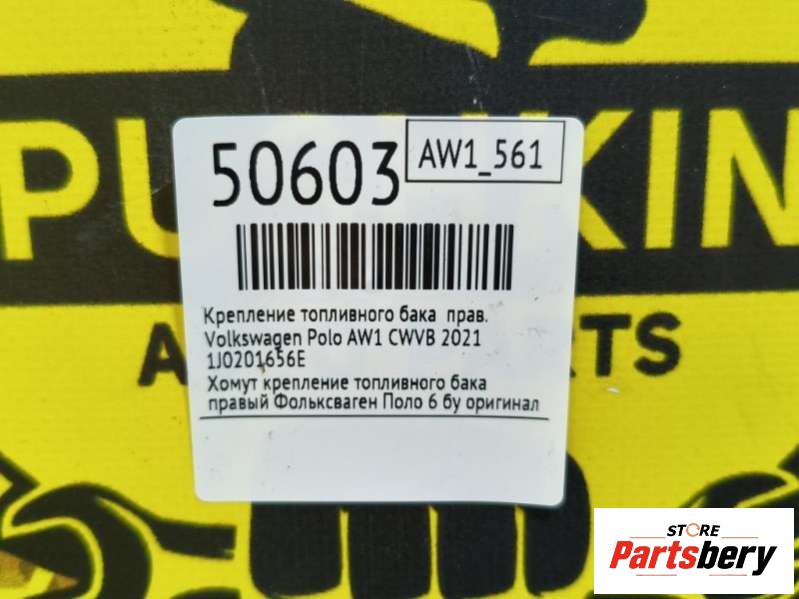 50603
AW1_561
Крепление топливного бака прав.
Volkswagen Polo AW1 CWVB 2021
1J0201656E
Хомут крепление топливного бака
правый Фольксваген Поло 6 бу оригинал
STORE
Partsbery